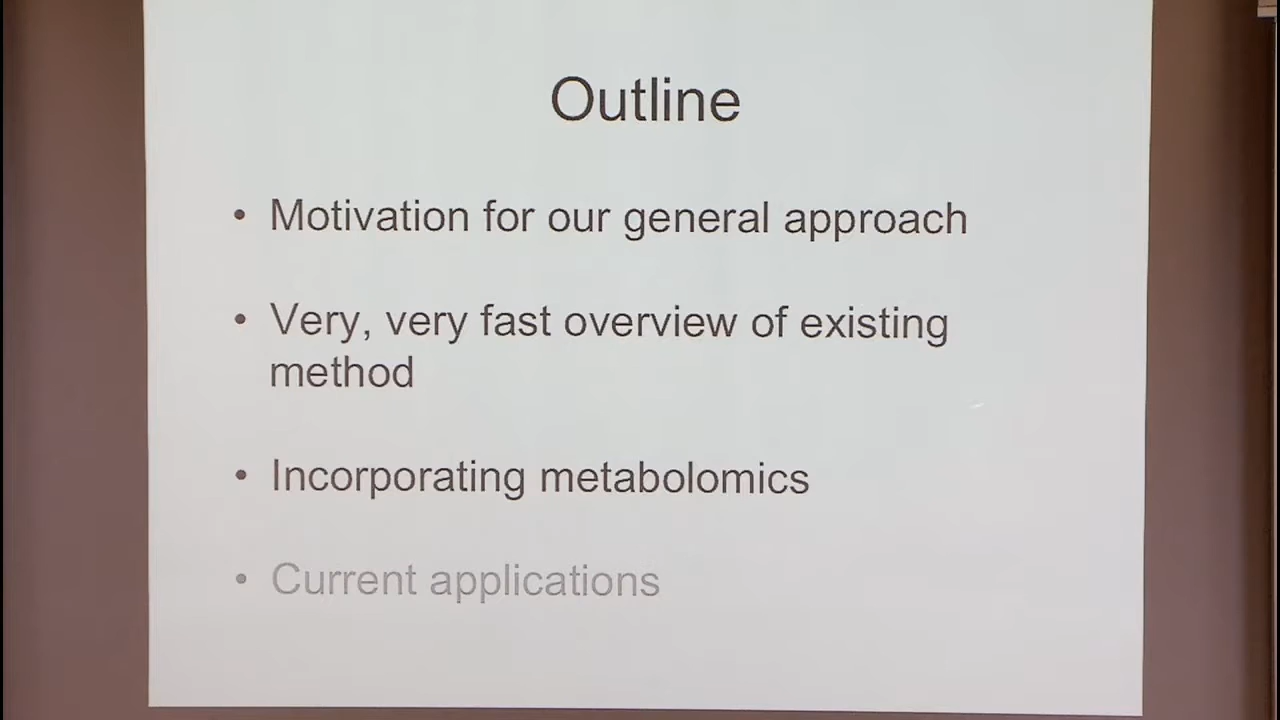 Outline
• Motivation for our general approach
• Very, very fast overview of existing
method
• Incorporating metabolomics
• Current applications